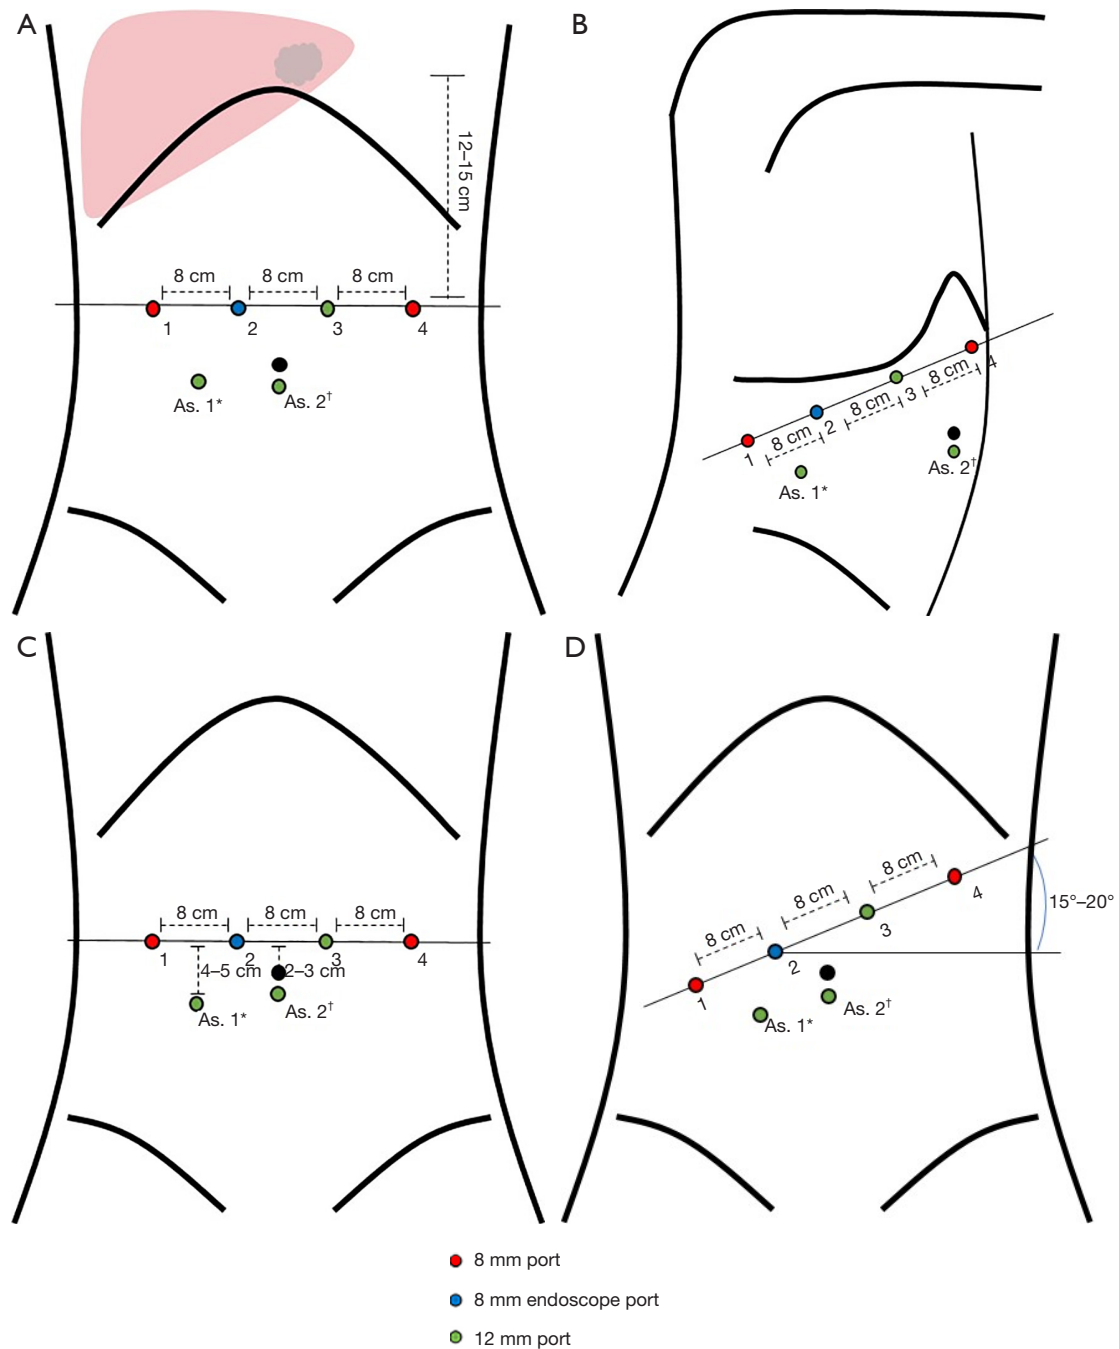 A
12–15 cm
8 cm 8 cm 8 cm
1 2 3 4
As. 1* As. 2†
B
8 cm 8 cm 8 cm
1 2 3 4
As. 1* As. 2†
C
8 cm 8 cm 8 cm
1 2 3 4
4–5 cm 2–3 cm
As. 1* As. 2†
D
8 cm 8 cm 8 cm
15°–20°
1 2 3 4
As. 1* As. 2†
8 mm port
8 mm endoscope port
12 mm port